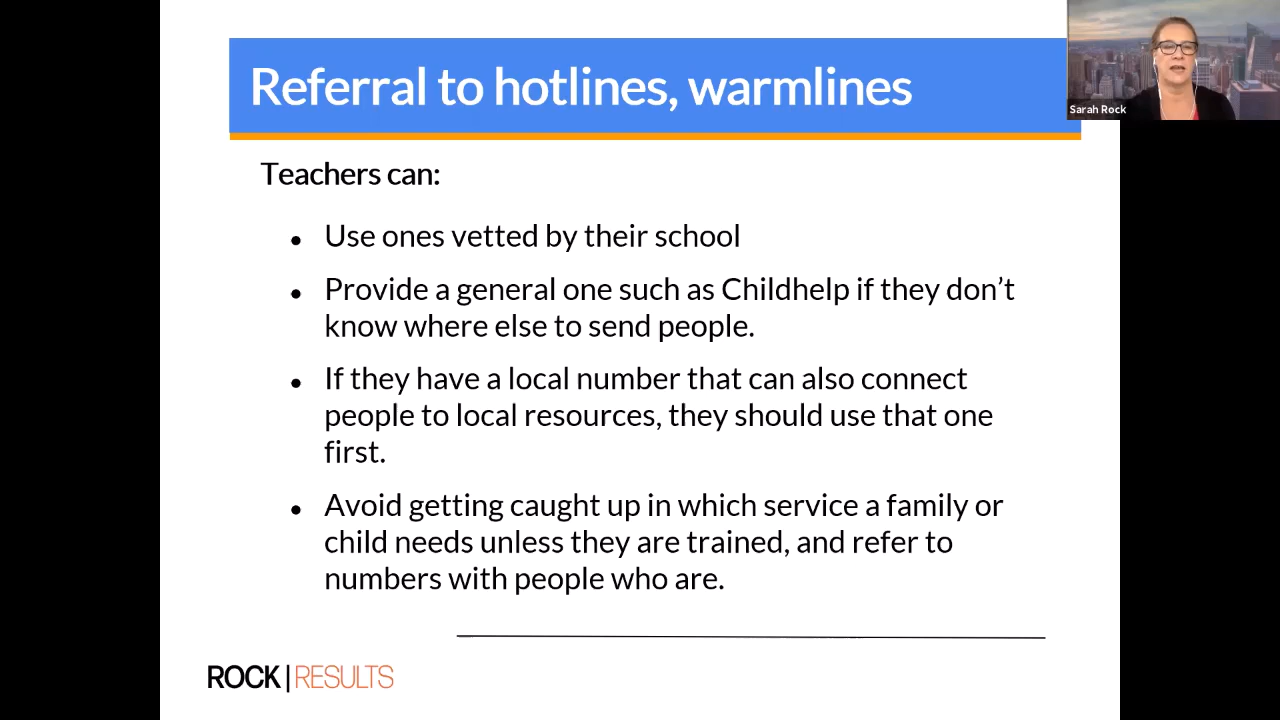 Referral to hotlines, warmlines
Sarah Rock
Teachers can:
● Use ones vetted by their school
● Provide a general one such as Childhelp if they don’t
know where else to send people.
● If they have a local number that can also connect
people to local resources, they should use that one
first.
● Avoid getting caught up in which service a family or
child needs unless they are trained, and refer to
numbers with people who are.
ROCK|RESULTS